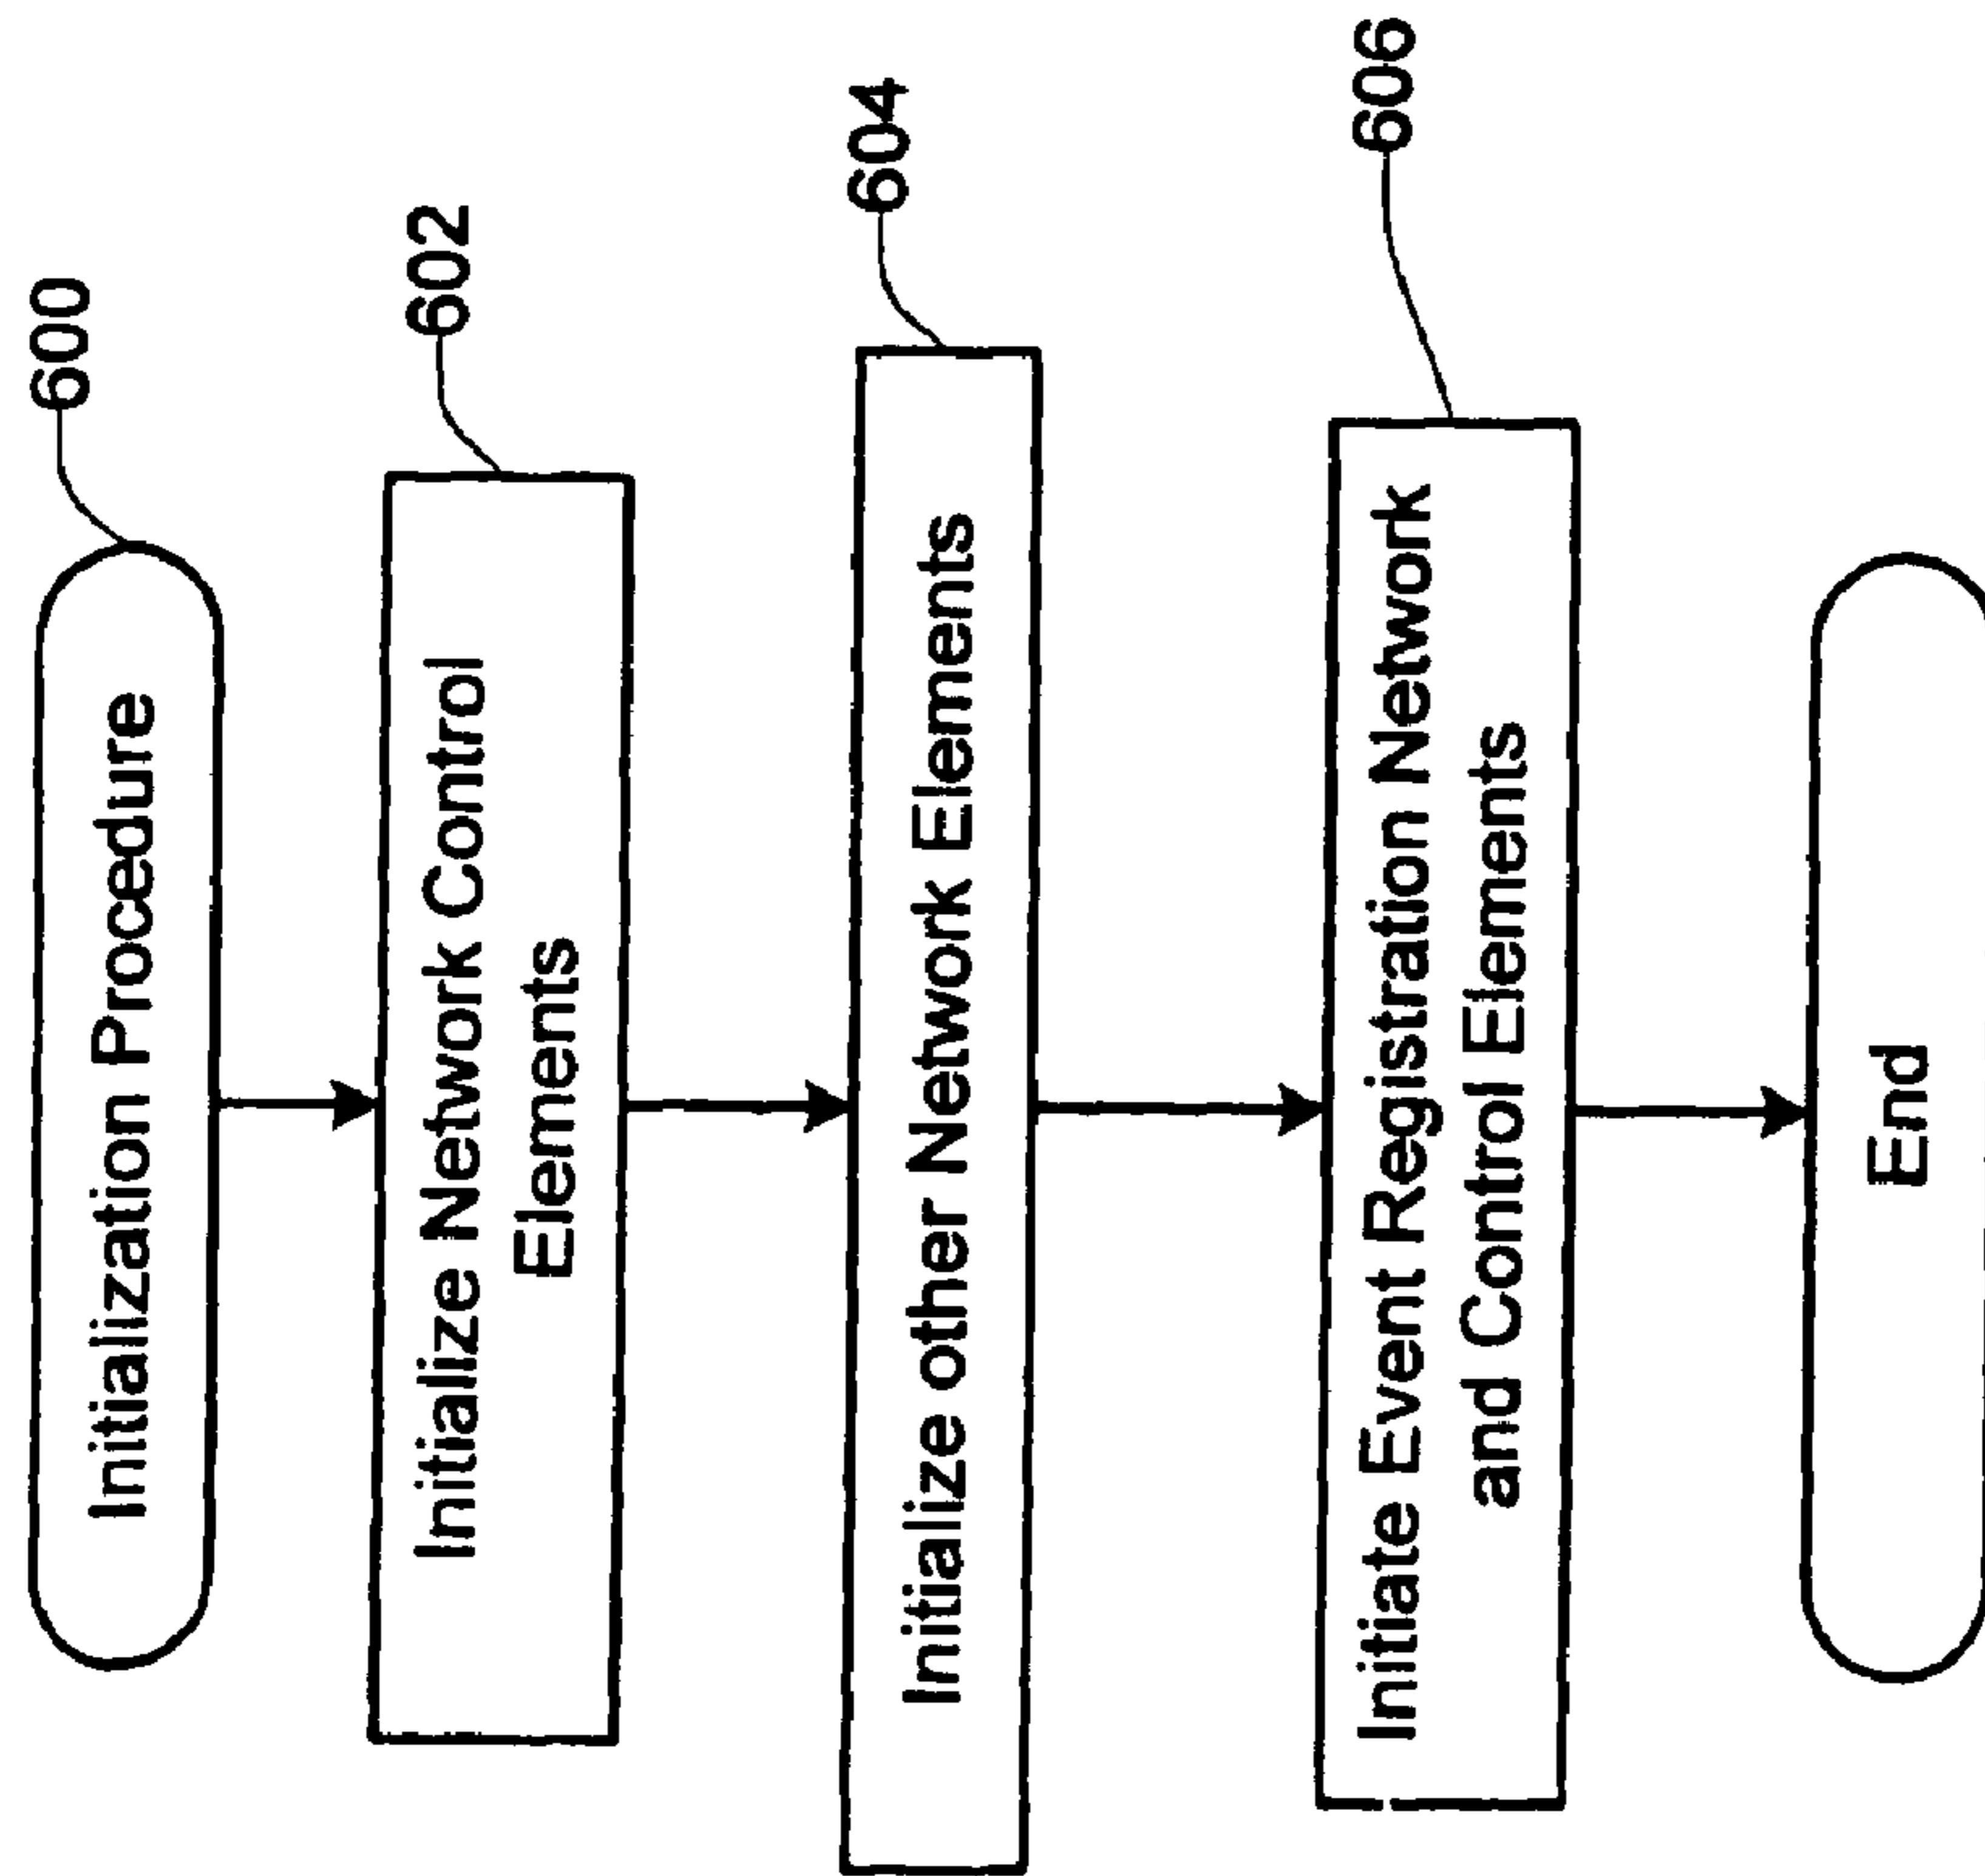 Initialization Procedure
600
Initialize Network Control
Elements
602
Initialize other Network Elements
604
Initiate Event Registration Network
and Control Elements
606
End